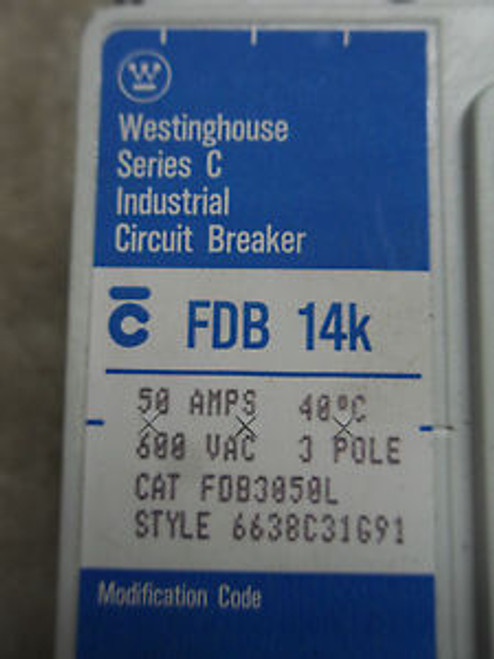 W
Westinghouse
Series C
Industrial
Circuit Breaker
C FDB 14k
50 AMPS 40°C
600 VAC 3 POLE
CAT FDB3050L
STYLE 6638C31G91
Modification Code